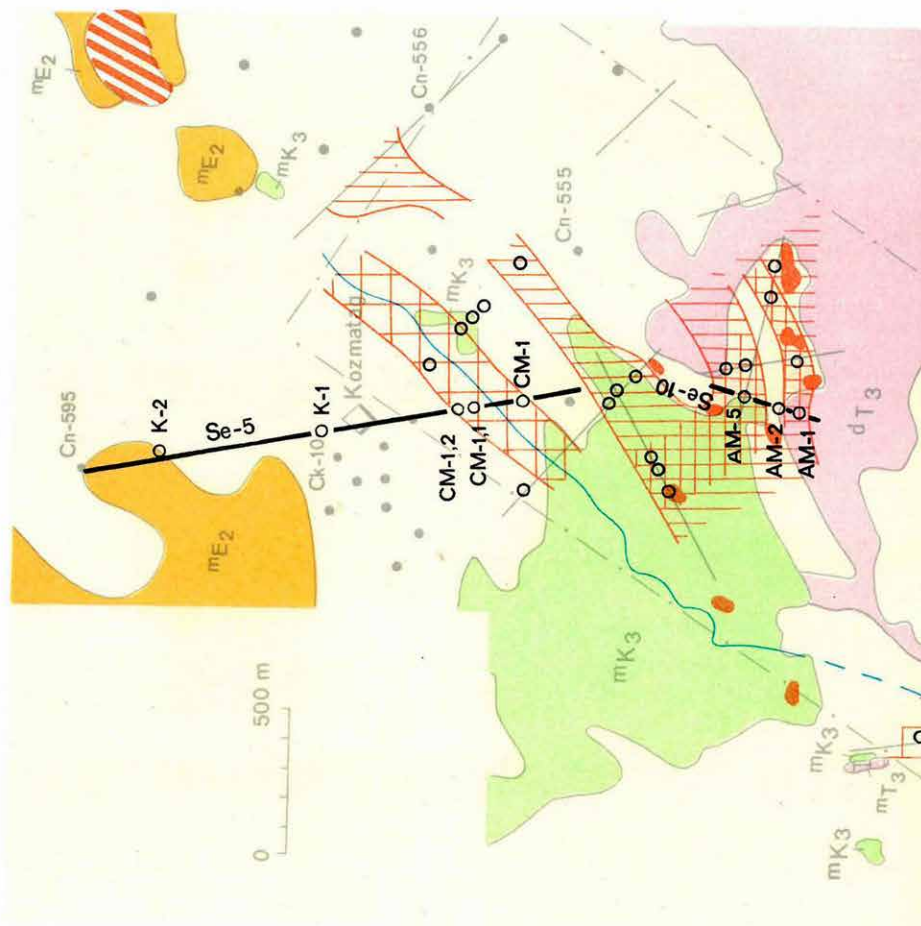 mE2
Cn-556
mE2
mK3
Cn-595
K-2
Se-5
K-1
Ck-10
Kozmatab
mK3
Cn-555
CM-1,2
CM-1,1
CM-1
mE2
500 m
0
Se-10
AM-5
AM-2
AM-1
dT3
mK3
mK3
mT3
mK3